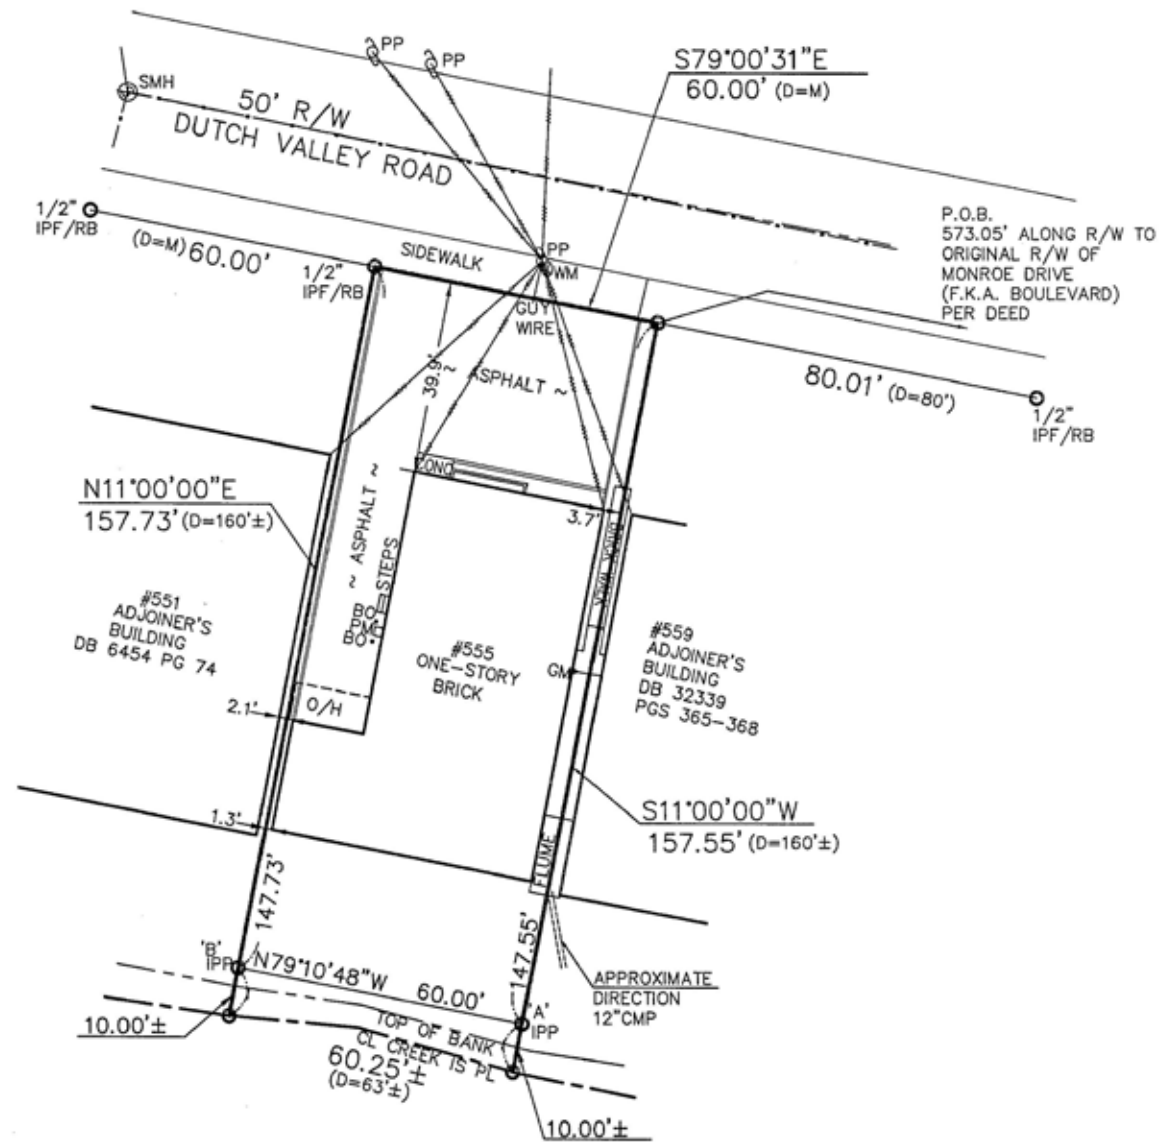 PP
PP
S79°00'31"E
60.00' (D=M)
SMH
50' R/W
DUTCH VALLEY ROAD
1/2"
IPF/RB
(D=M) 60.00'
SIDEWALK
1/2"
IPF/RB
PP
WM
GUY
WIRE
P.O.B.
573.05' ALONG R/W TO
ORIGINAL R/W OF
MONROE DRIVE
(F.K.A. BOULEVARD)
PER DEED
39.9'
~ ASPHALT ~
80.01' (D=80')
1/2"
IPF/RB
CONC
N11°00'00"E
157.73' (D=160'±)
~ ASPHALT ~
3.7'
BRICK WALK
STEPS
BO
PM
BO
#551
ADJOINER'S
BUILDING
DB 6454 PG 74
#555
ONE-STORY
BRICK
GM
#559
ADJOINER'S
BUILDING
DB 32339
PGS 365-368
2.1'
O/H
1.3'
FLUME
S11°00'00"W
157.55' (D=160'±)
147.73'
147.55'
'B'
IPP
N79°10'48"W
60.00'
'A'
IPP
APPROXIMATE
DIRECTION
12"CMP
10.00'±
TOP OF BANK
CL CREEK IS PL
60.25'±
(D=63'±)
10.00'±